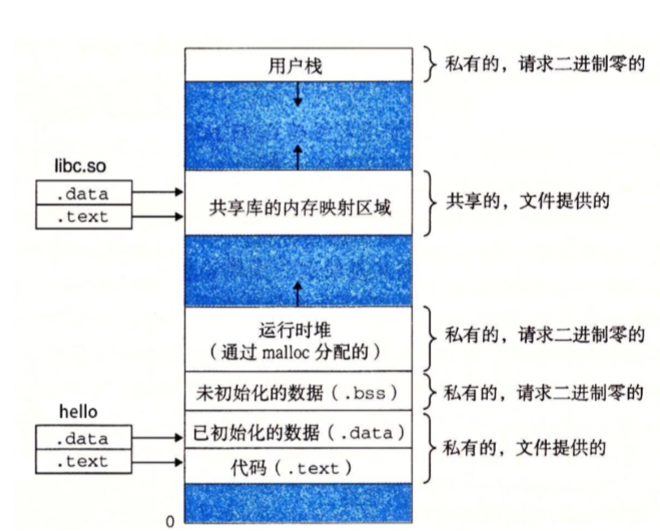 用户栈
私有的，请求二进制零的
libc.so
.data
.text
共享库的内存映射区域
共享的，文件提供的
运行时堆
（通过 malloc 分配的）
私有的，请求二进制零的
未初始化的数据（.bss）
私有的，请求二进制零的
hello
.data
.text
已初始化的数据（.data）
代码（.text）
私有的，文件提供的
0